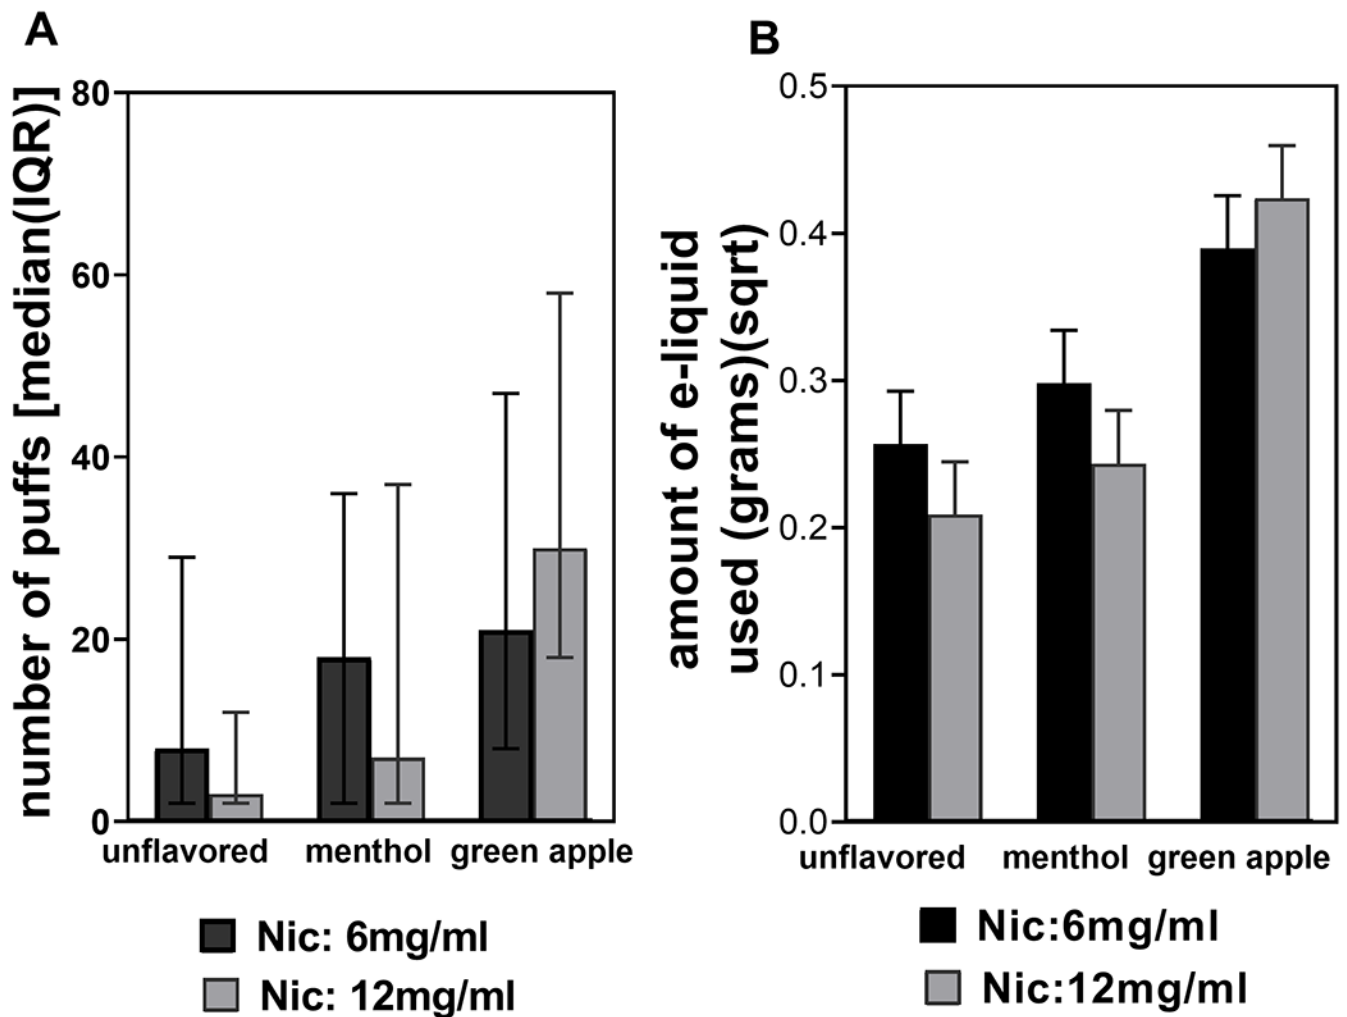 A
number of puffs [median(IQR)]
80
60
40
20
0
unflavored menthol green apple
Nic: 6mg/ml
Nic: 12mg/ml
B
amount of e-liquid
used (grams)(sqrt)
0.5
0.4
0.3
0.2
0.1
0.0
unflavored menthol green apple
Nic:6mg/ml
Nic:12mg/ml